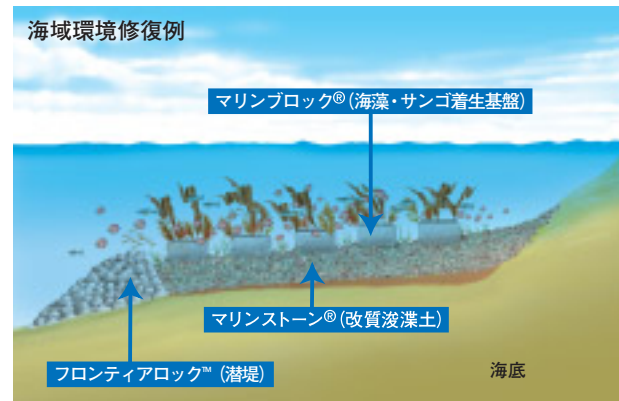 海域環境修復例
マリンブロック®(海藻・サンゴ着生基盤)
マリンストーン®(改質浚渫土)
フロンティアロック™(潜堤)
海底